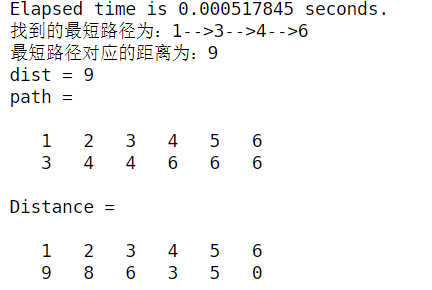 Elapsed time is 0.000517845 seconds.
找到的最短路径为：1-->3-->4-->6
最短路径对应的距离为：9
dist = 9
path =
1 2 3 4 5 6
3 4 4 6 6 6
Distance =
1 2 3 4 5 6
9 8 6 3 5 0